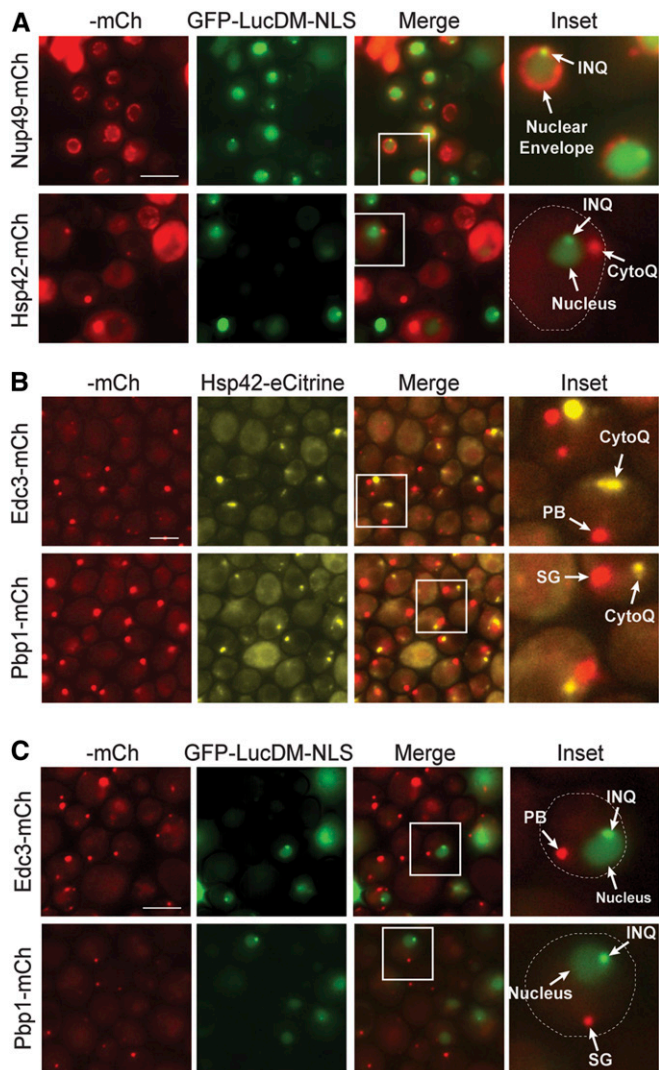 A
-mCh GFP-LucDM-NLS Merge Inset
Nup49-mCh
INQ
Nuclear
Envelope
Hsp42-mCh
INQ
CytoQ
Nucleus
B
-mCh Hsp42-eCitrine Merge Inset
Edc3-mCh
CytoQ
PB
Pbp1-mCh
SG
CytoQ
C
-mCh GFP-LucDM-NLS Merge Inset
Edc3-mCh
INQ
PB
Nucleus
Pbp1-mCh
INQ
Nucleus
SG